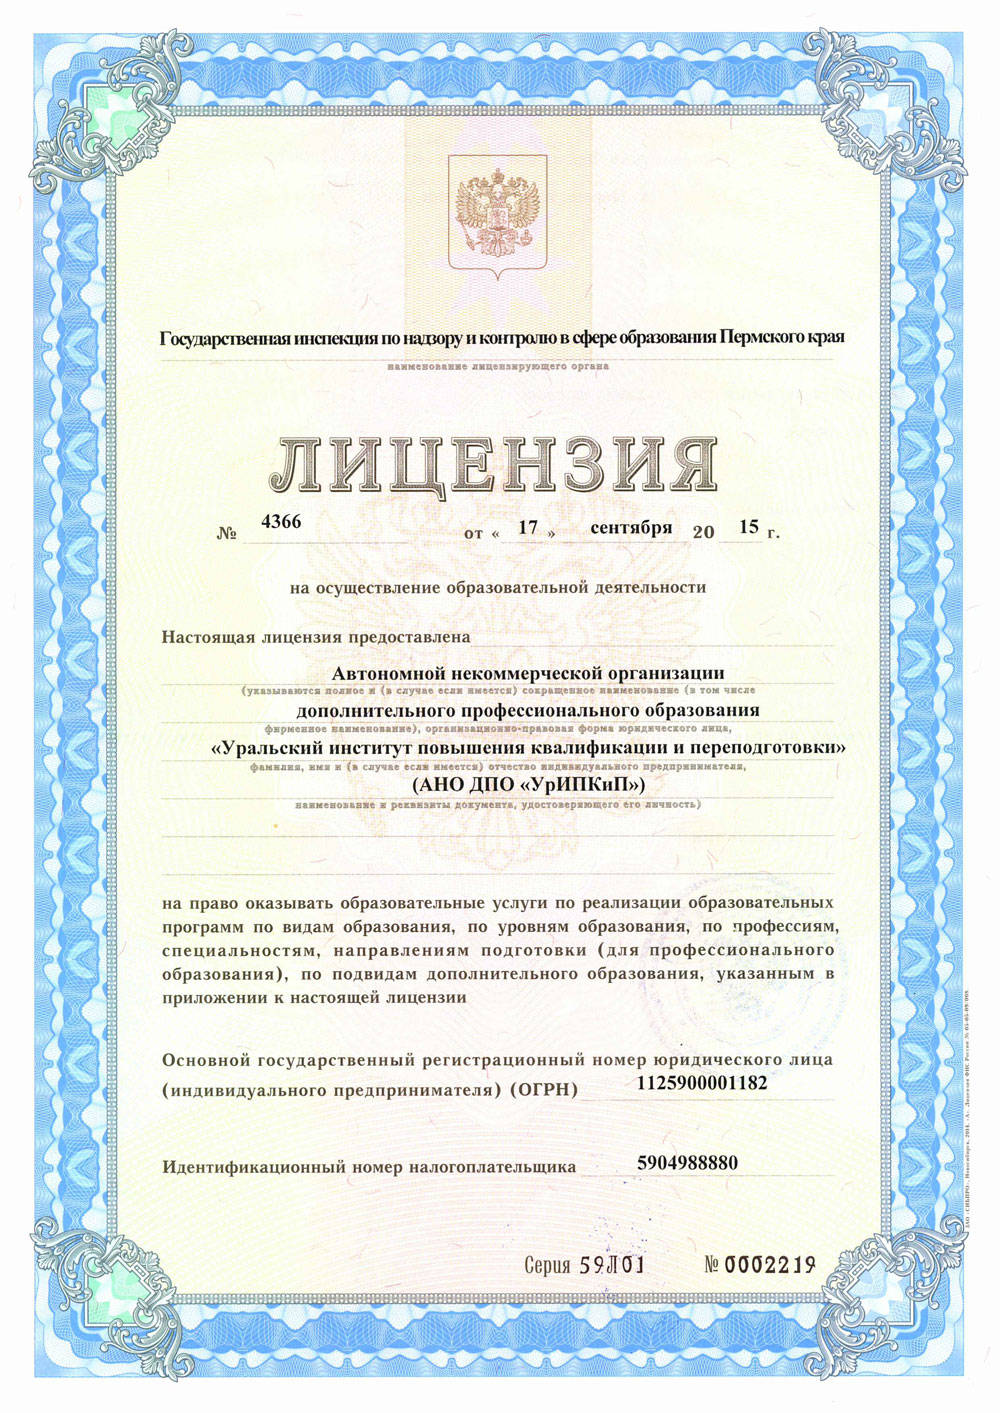 Государственная инспекция по надзору и контролю в сфере образования Пермского края
наименование лицензирующего органа
ЛИЦЕНЗИЯ
№ 4366 от « 17 » сентября 20 15 г.
на осуществление образовательной деятельности
Настоящая лицензия предоставлена
Автономной некоммерческой организации
(указываются полное и (в случае если имеется) сокращенное наименование (в том числе
дополнительного профессионального образования
фирменное наименование), организационно-правовая форма юридического лица,
«Уральский институт повышения квалификации и переподготовки»
фамилия, имя и (в случае если имеется) отчество индивидуального предпринимателя,
(АНО ДПО «УрИПКиП»)
наименование и реквизиты документа, удостоверяющего его личность)
на право оказывать образовательные услуги по реализации образовательных
программ по видам образования, по уровням образования, по профессиям,
специальностям, направлениям подготовки (для профессионального
образования), по подвидам дополнительного образования, указанным в
приложении к настоящей лицензии
Основной государственный регистрационный номер юридического лица
(индивидуального предпринимателя) (ОГРН) 1125900001182
Идентификационный номер налогоплательщика 5904988880
Серия 59Л01 № 0002219
ЗАО «СИБПРО», Новосибирск, 2014, «А», Лицензия ФНС России № 05-05-09/008